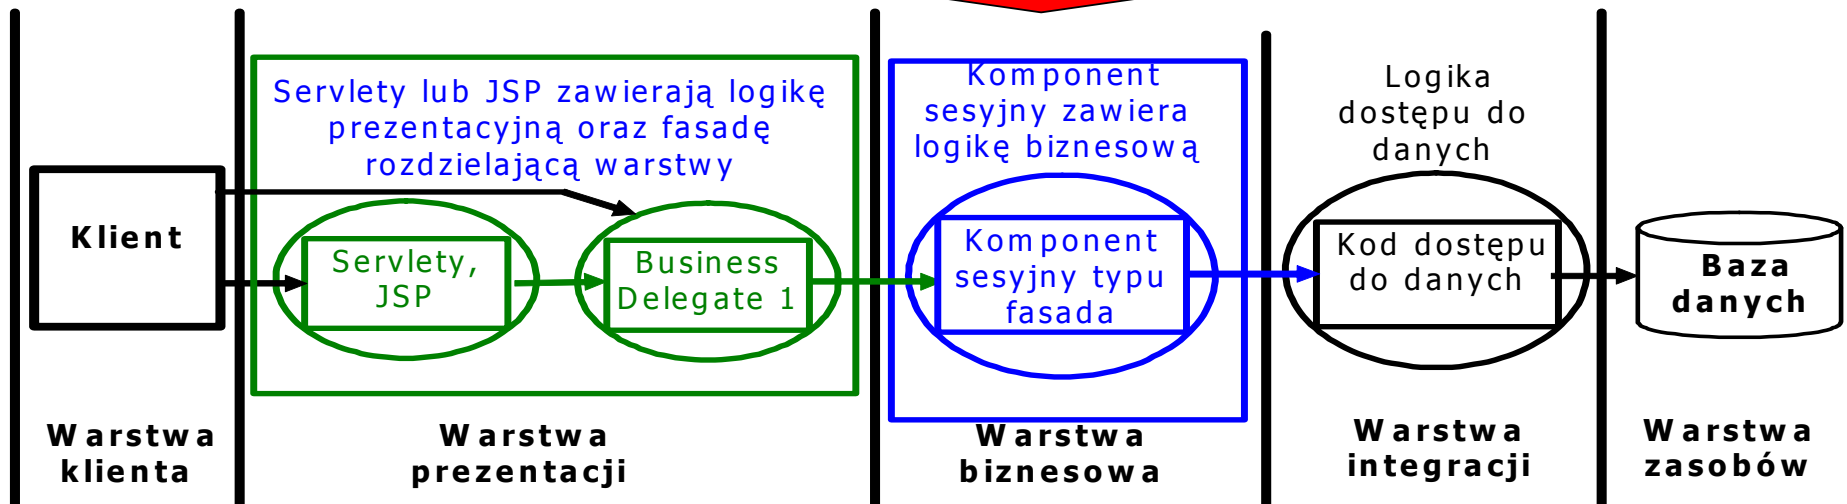 Servlety lub JSP zawierają logikę
prezentacyjną oraz fasadę
rozdzielającą warstwy
Komponent
sesyjny zawiera
logikę biznesową
Logika
dostępu do
danych
Klient
Servlety,
JSP
Business
Delegate 1
Komponent
sesyjny typu
fasada
Kod dostępu
do danych
Baza
danych
Warstwa
klienta
Warstwa
prezentacji
Warstwa
biznesowa
Warstwa
integracji
Warstwa
zasobów